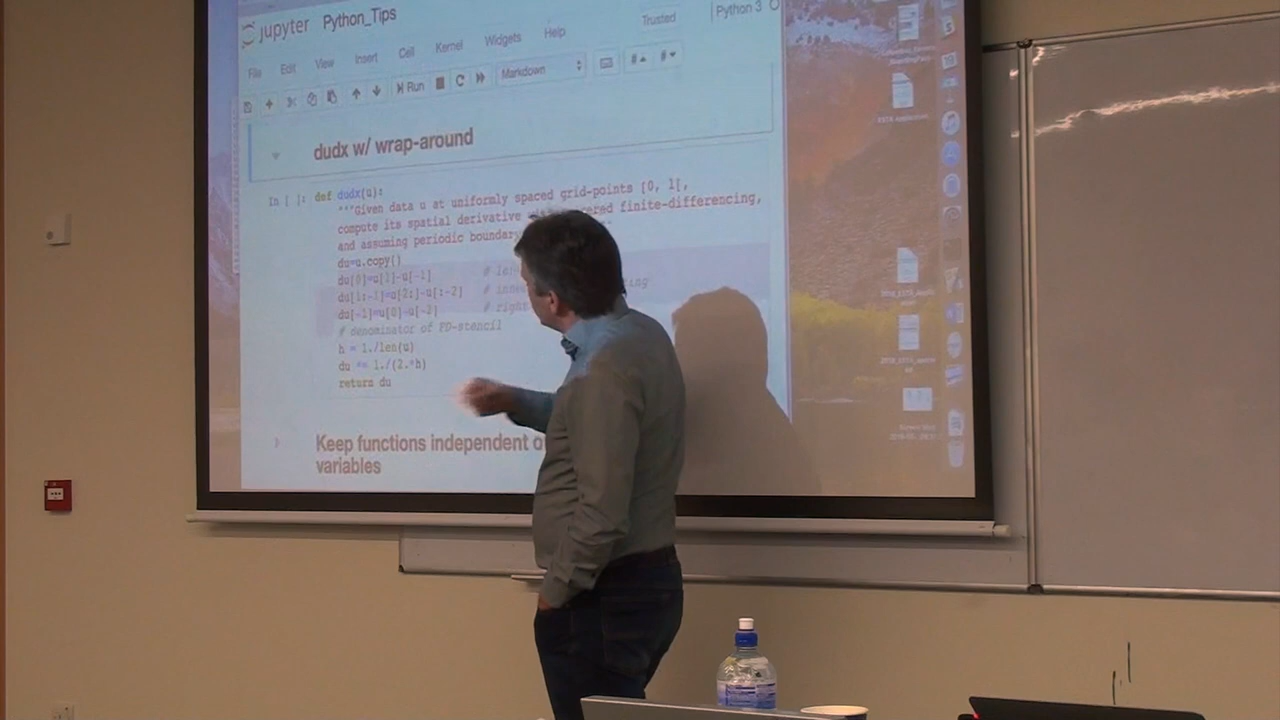 jupyter Python_Tips
Trusted
Python 3
File Edit View Insert Cell Kernel Widgets Help
Run
Markdown
dudx w/ wrap-around
In [ ]: def dudx(u):
'''Given data u at uniformly spaced grid-points [0, 1[,
compute its spatial derivative finite-differencing,
and assuming periodic
du=u.copy()
du[0]=u[1]-u[-1] #
du[1:-1]=u[2:]-u[:-2] #
du[-1]=u[0]-u[-2] #
# denominator of FD-stencil
h = 1./len(u)
du *= 1./(2.*h)
return du
Keep functions independent
variables